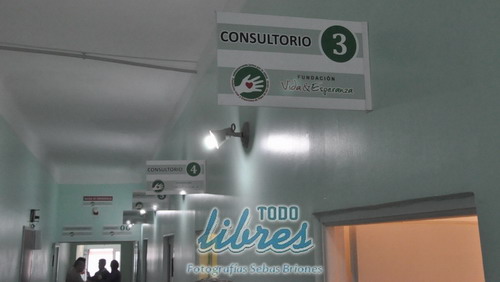 CONSULTORIO 3
FUNDACIÓN
Vida & Esperanza
CONSULTORIO 4
TODO
libres
Fotografías Sebas Briones